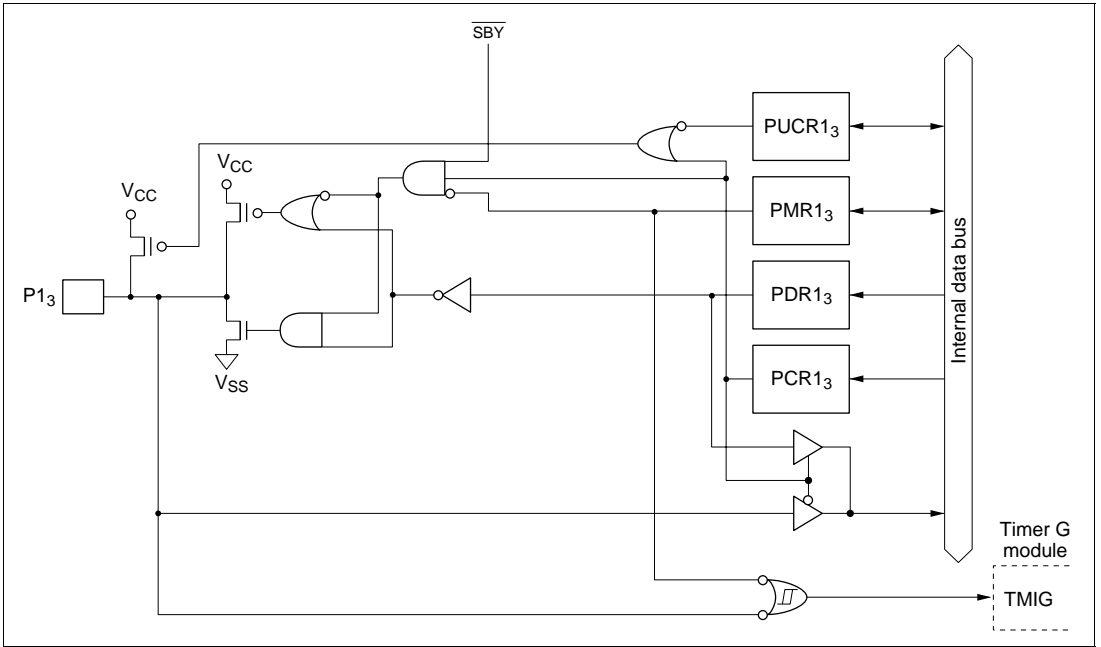 SBY
PUCR1₃
V_CC
V_CC
PMR1₃
Internal data bus
P1₃
PDR1₃
V_SS
PCR1₃
Timer G
module
TMIG